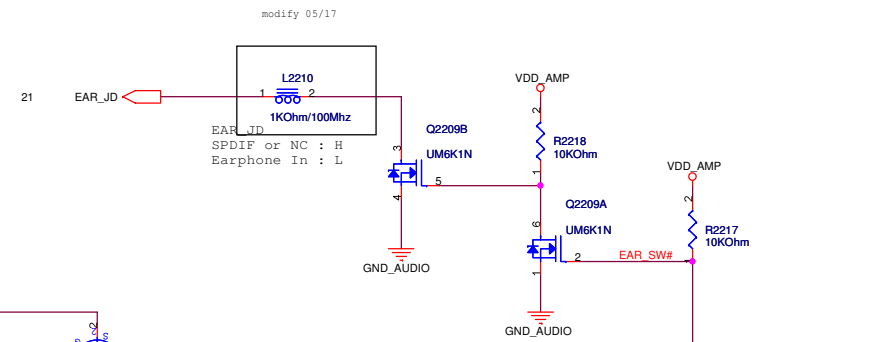 modify 05/17
L2210
VDD_AMP
21
EAR_JD
1
2
1KOhm/100Mhz
2
EAR_JD
SPDIF or NC : H
Earphone In : L
Q2209B
UM6K1N
3
5
4
R2218
10KOhm
1
VDD_AMP
2
Q2209A
UM6K1N
6
R2217
10KOhm
EAR_SW#
2
1
1
GND_AUDIO
GND_AUDIO
2